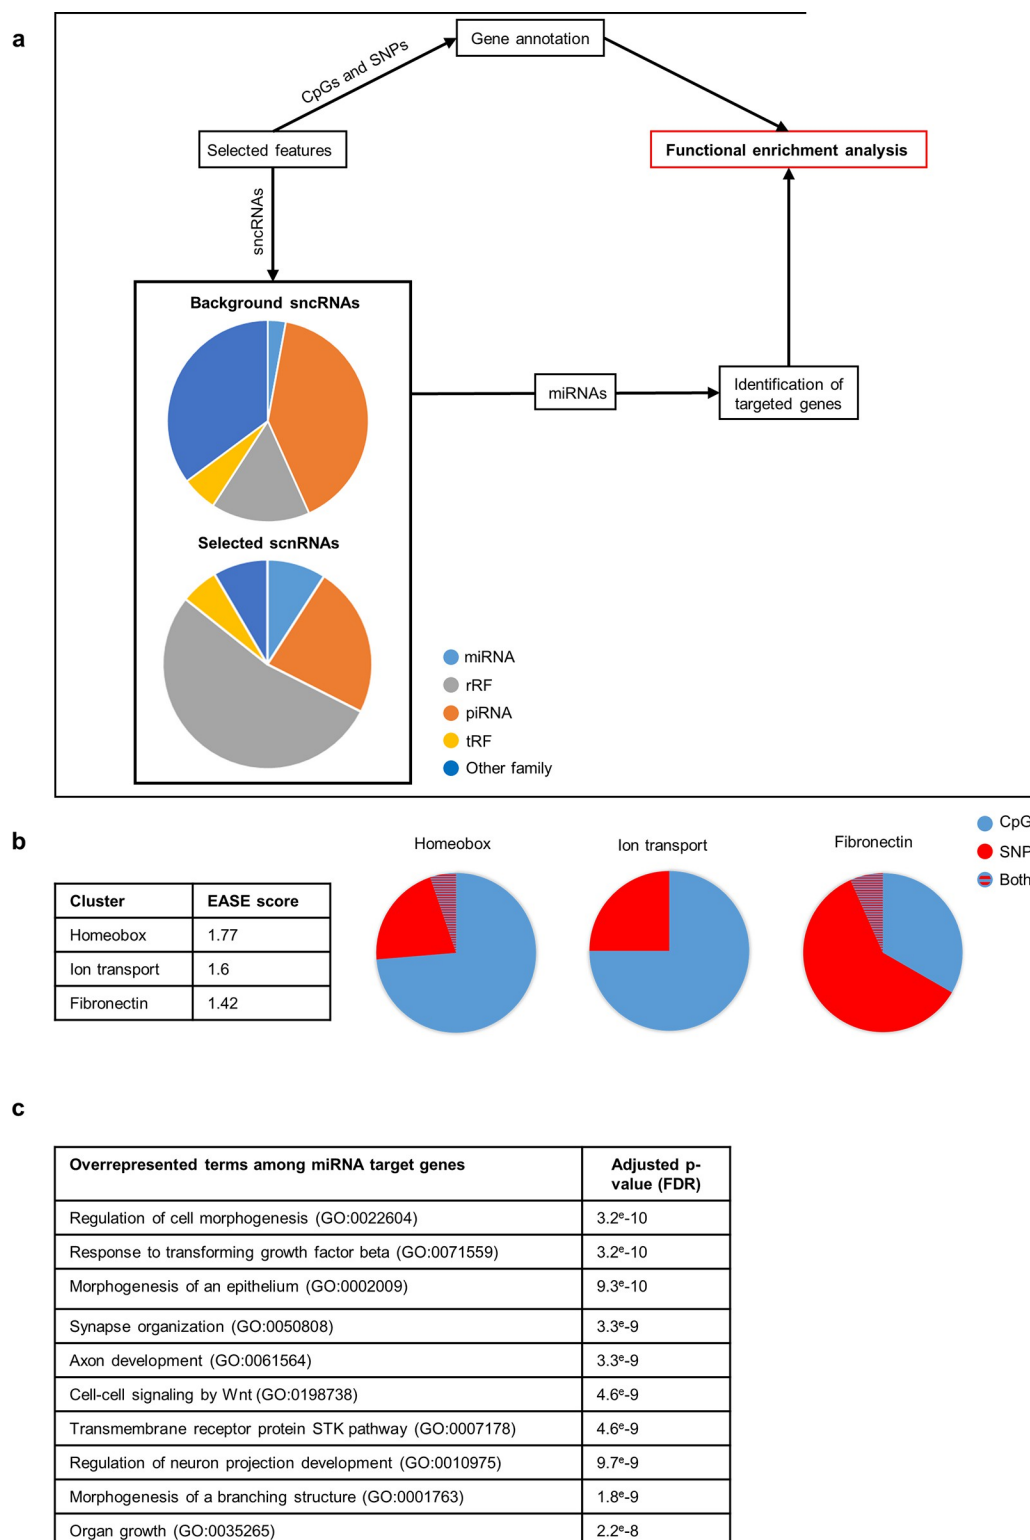 a
Gene annotation
CpGs and SNPs
Selected features
Functional enrichment analysis
sncRNAs
Background sncRNAs
miRNAs
Identification of
targeted genes
Selected scnRNAs
miRNA
rRF
piRNA
tRF
Other family
b
CpG
SNP
Both
Homeobox
Ion transport
Fibronectin
Cluster EASE score
Homeobox 1.77
Ion transport 1.6
Fibronectin 1.42
c
Overrepresented terms among miRNA target genes Adjusted p-
value (FDR)
Regulation of cell morphogenesis (GO:0022604) 3.2ᵉ-10
Response to transforming growth factor beta (GO:0071559) 3.2ᵉ-10
Morphogenesis of an epithelium (GO:0002009) 9.3ᵉ-10
Synapse organization (GO:0050808) 3.3ᵉ-9
Axon development (GO:0061564) 3.3ᵉ-9
Cell-cell signaling by Wnt (GO:0198738) 4.6ᵉ-9
Transmembrane receptor protein STK pathway (GO:0007178) 4.6ᵉ-9
Regulation of neuron projection development (GO:0010975) 9.7ᵉ-9
Morphogenesis of a branching structure (GO:0001763) 1.8ᵉ-9
Organ growth (GO:0035265) 2.2ᵉ-8